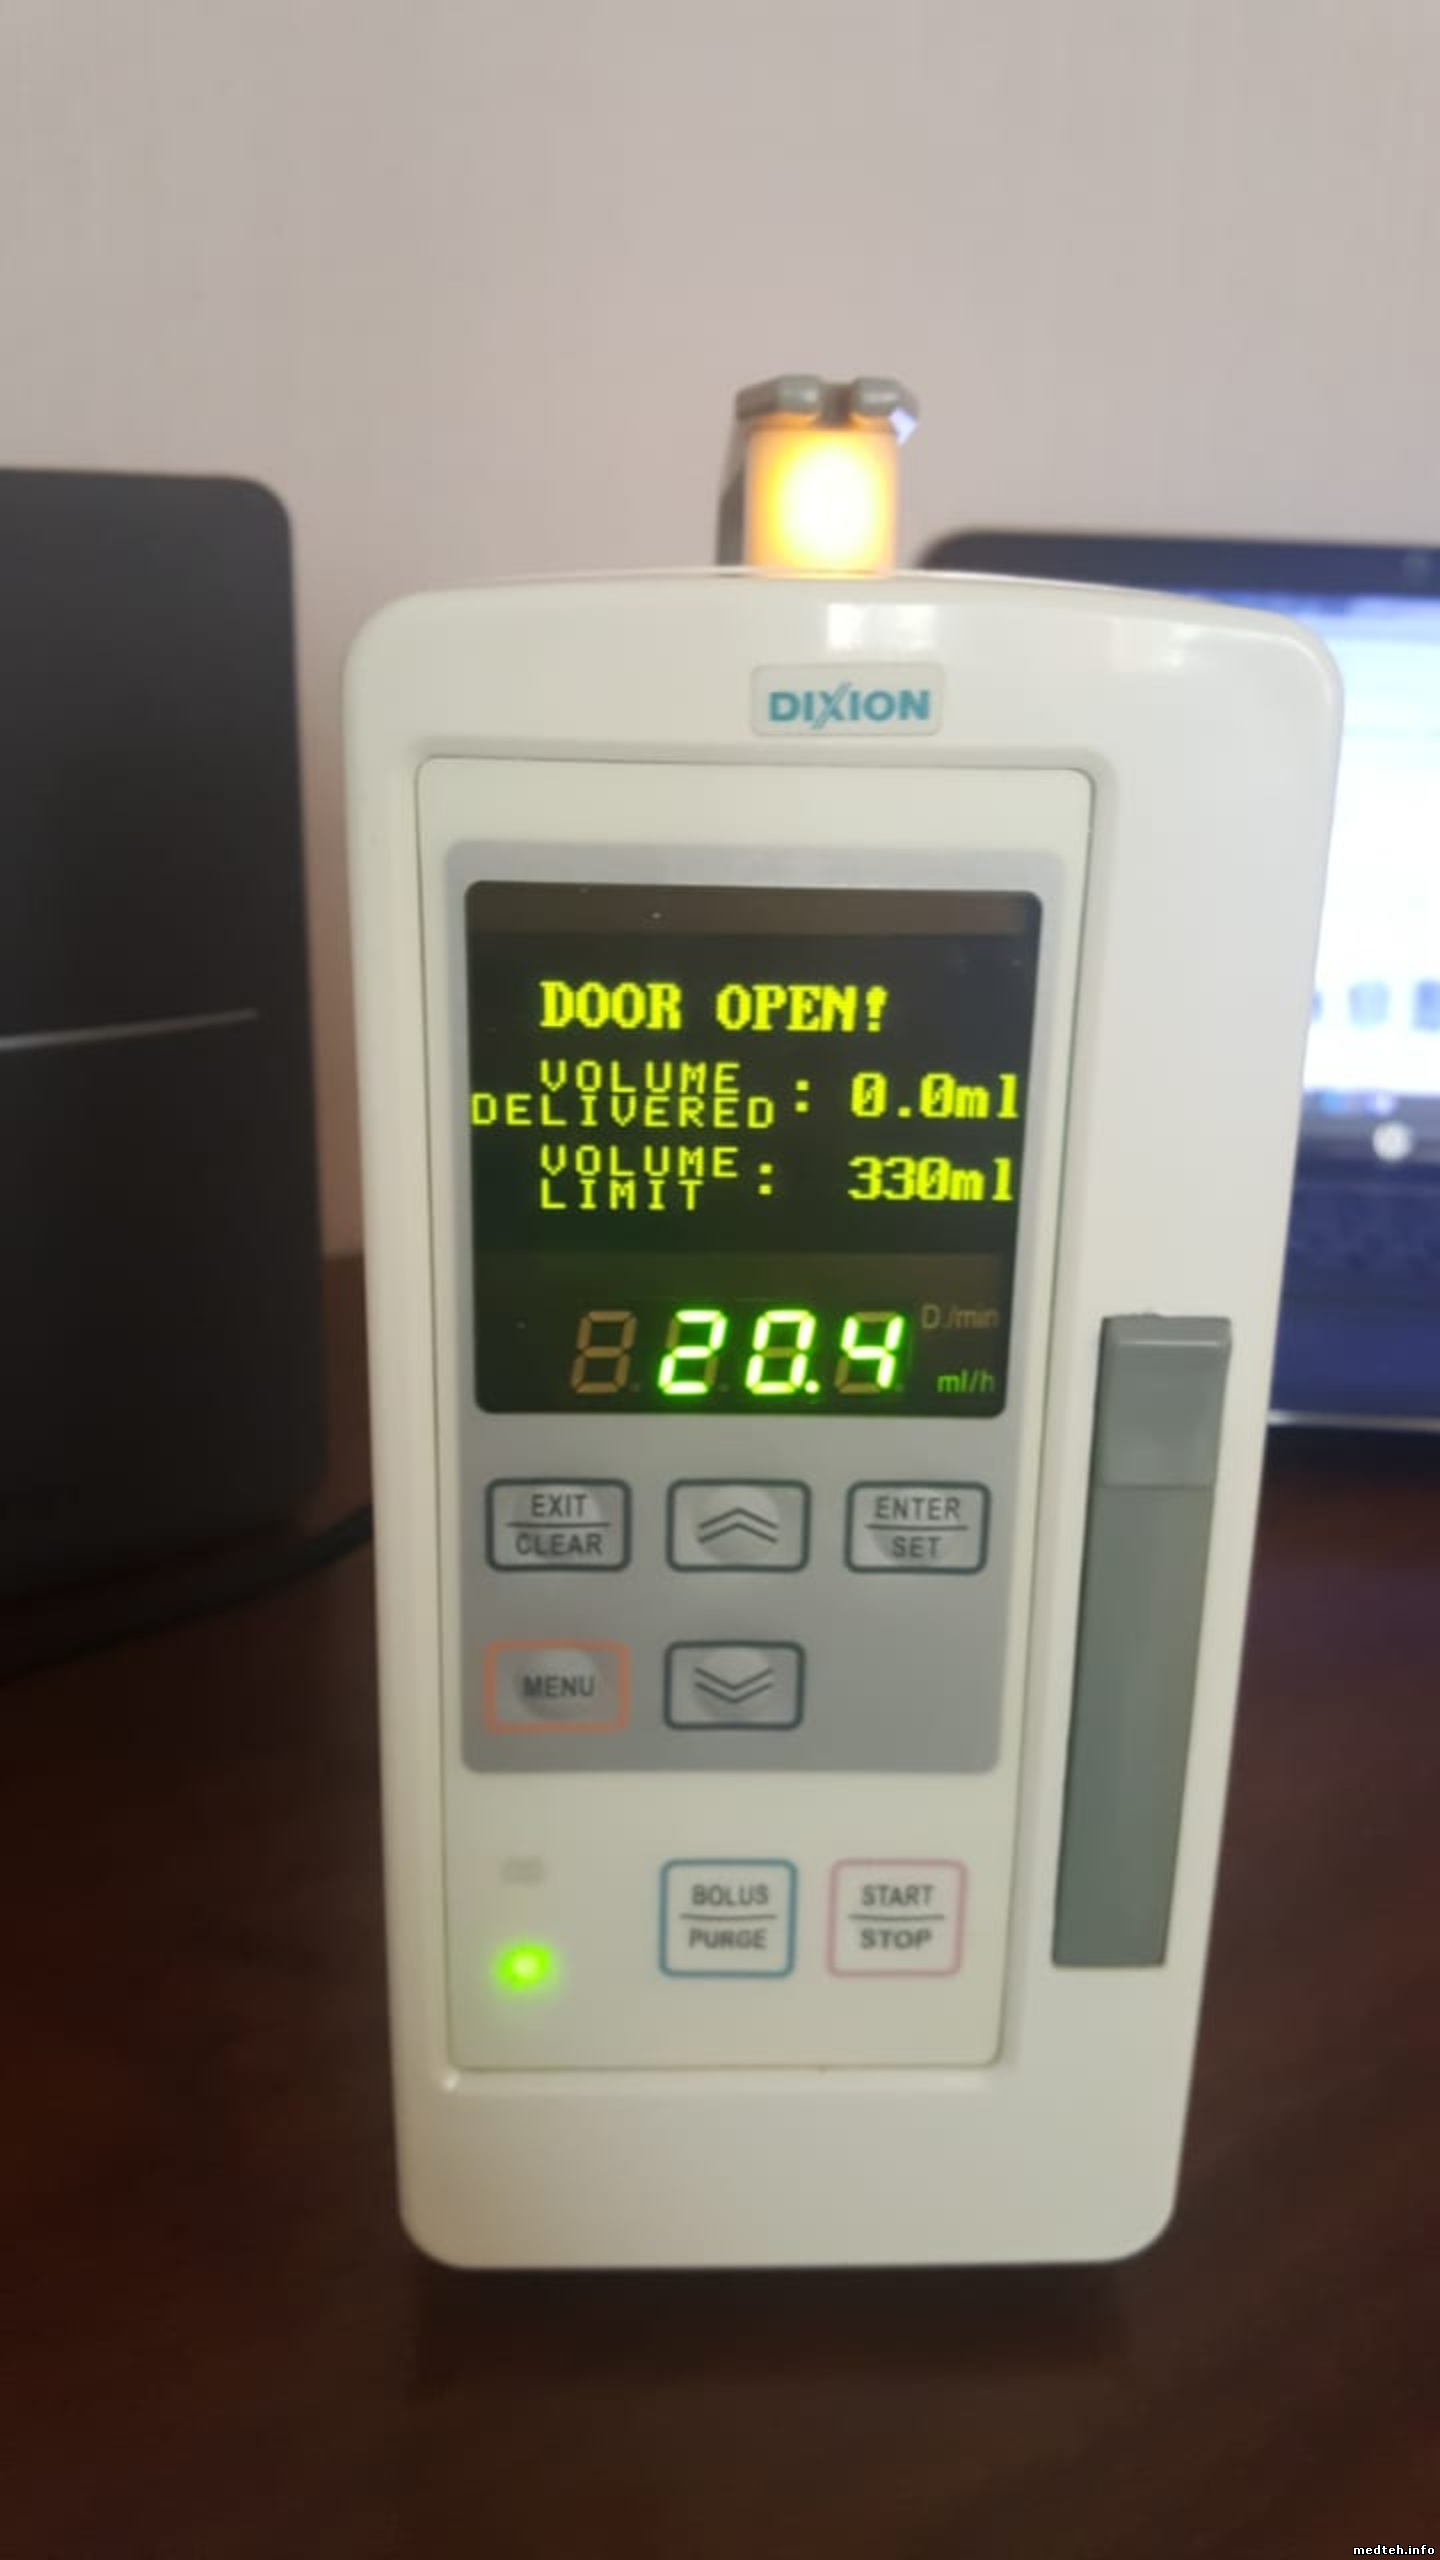 DIXION
DOOR OPEN!
VOLUME DELIVERED : 0.0ml
VOLUME LIMIT : 330ml
20.4
D./min
ml/h
EXIT
CLEAR
ENTER
SET
MENU
BOLUS
PURGE
START
STOP
medteh.info